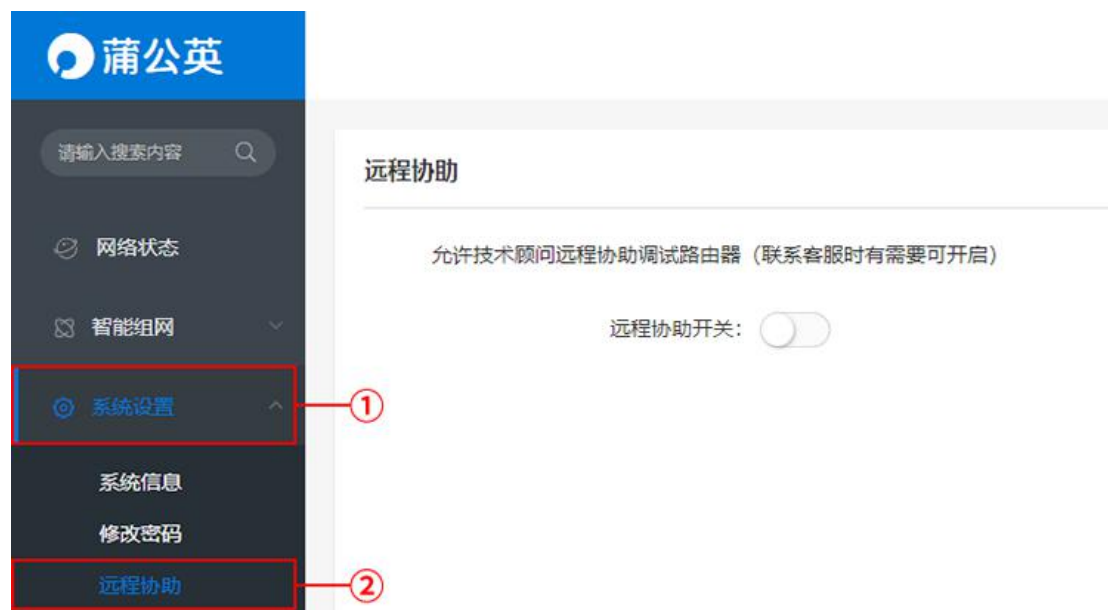 蒲公英
请输入搜索内容
网络状态
智能组网
系统设置
①
系统信息
修改密码
远程协助
②
远程协助
允许技术顾问远程协助调试路由器（联系客服时有需要可开启）
远程协助开关：